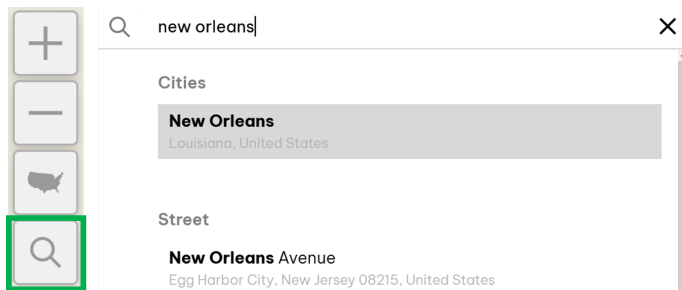 new orleans
Cities
New Orleans
Louisiana, United States
Street
New Orleans Avenue
Egg Harbor City, New Jersey 08215, United States